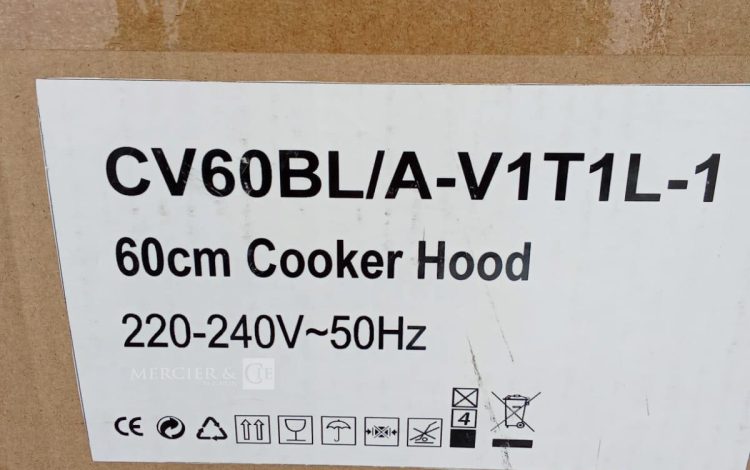 CV60BL/A-V1T1L-1
60cm Cooker Hood
220-240V~50Hz
MERCIER & CIE
CE
4